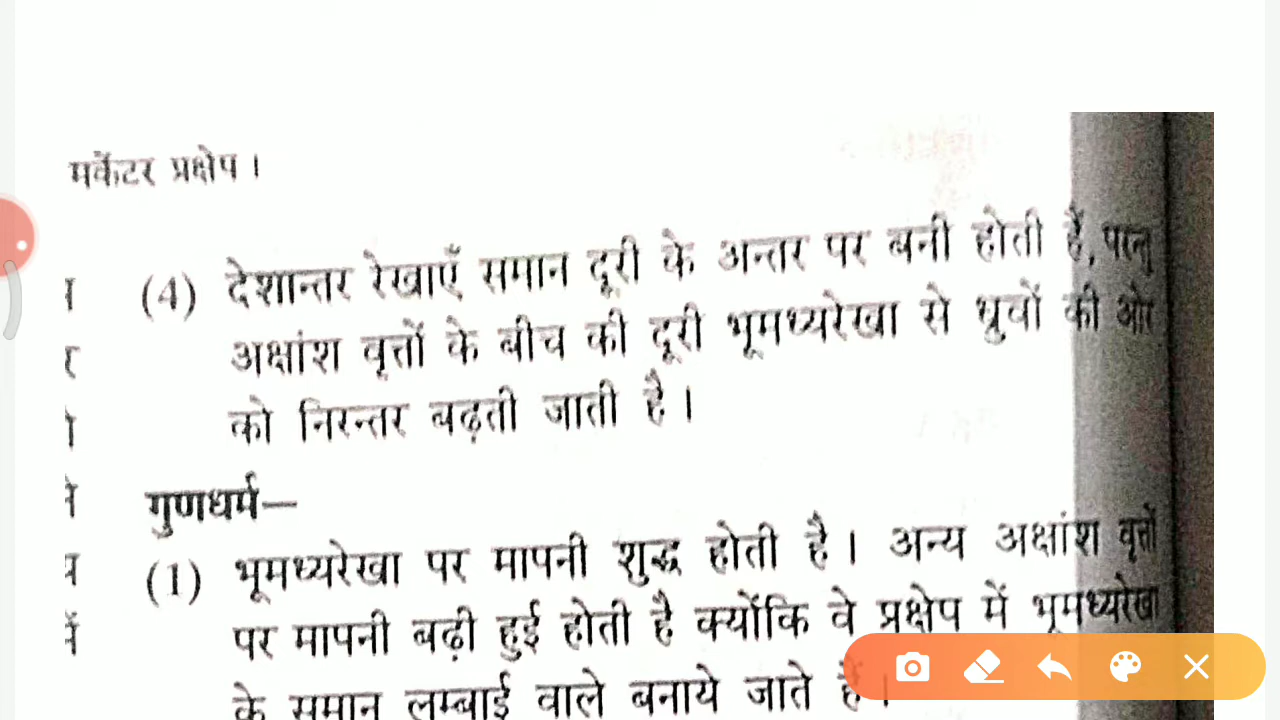 मर्केटर प्रक्षेप ।
(4) देशान्तर रेखाएँ समान दूरी के अन्तर पर बनी होती हैं, परन्तु
अक्षांश वृत्तों के बीच की दूरी भूमध्यरेखा से ध्रुवों की ओर
को निरन्तर बढ़ती जाती है ।
गुणधर्म—
(1) भूमध्यरेखा पर मापनी शुद्ध होती है । अन्य अक्षांश वृत्तों
पर मापनी बढ़ी हुई होती है क्योंकि वे प्रक्षेप में भूमध्यरेखा
के समान लम्बाई वाले बनाये जाते हैं ।